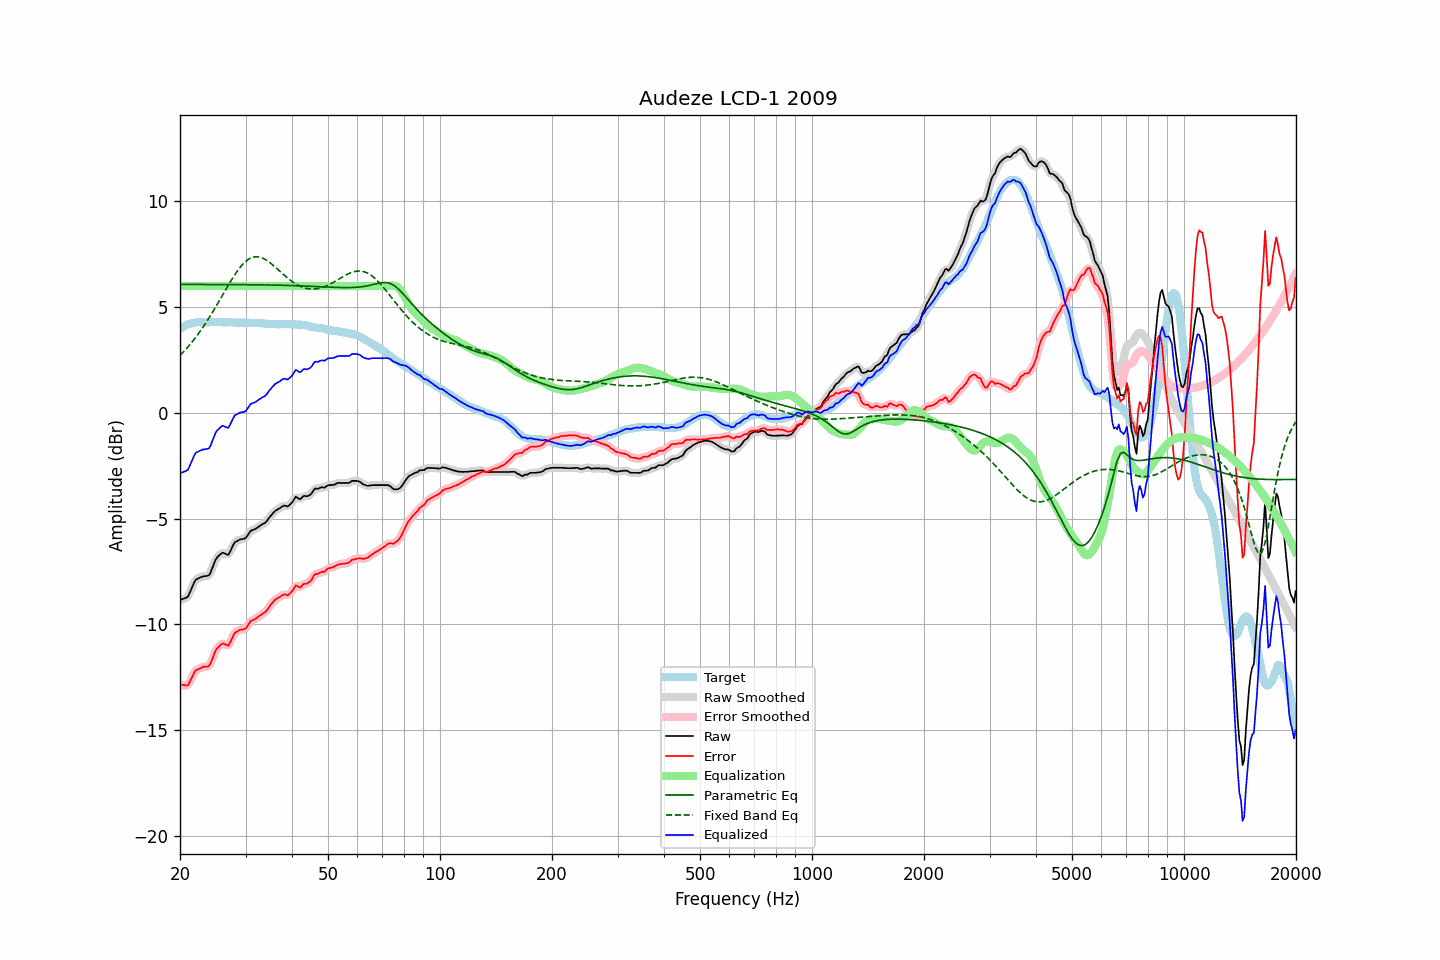 Audeze LCD-1 2009
Amplitude (dBr)
10
5
0
−5
−10
−15
−20
Target
Raw Smoothed
Error Smoothed
Raw
Error
Equalization
Parametric Eq
Fixed Band Eq
Equalized
20 50 100 200 500 1000 2000 5000 10000 20000
Frequency (Hz)